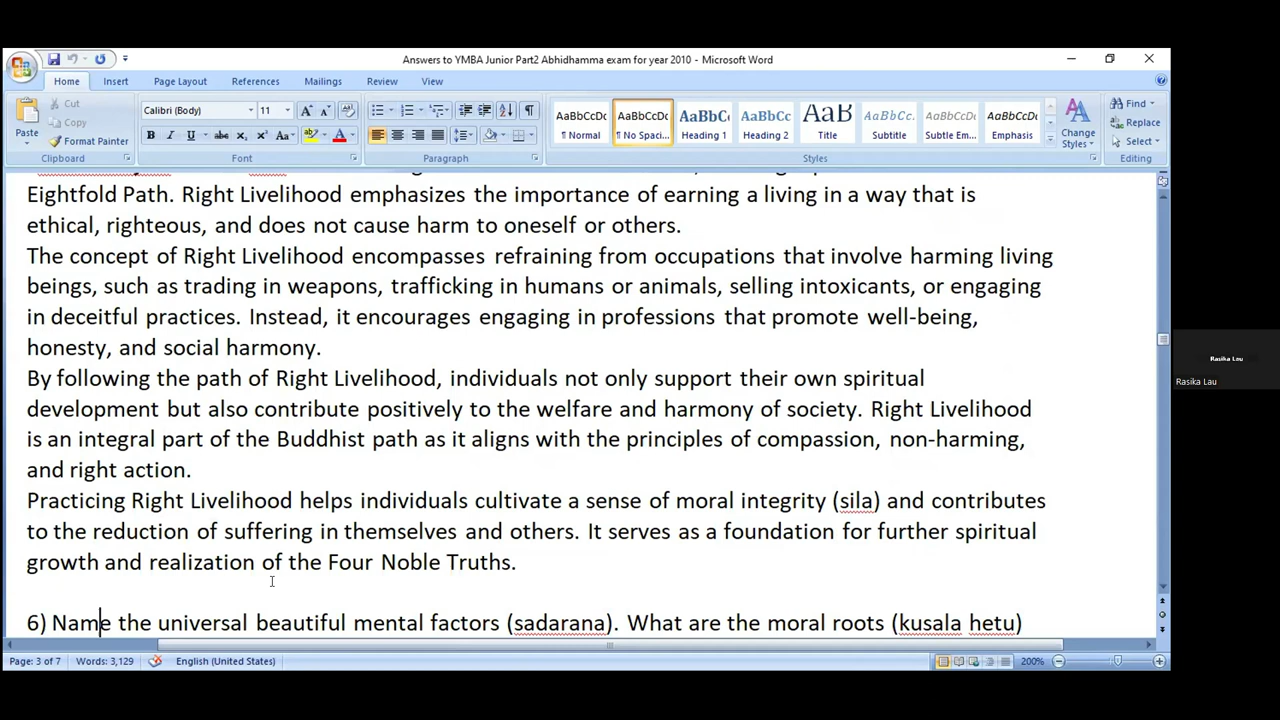 Answers to YMBA Junior Part2 Abhidhamma exam for year 2010 - Microsoft Word
Home Insert Page Layout References Mailings Review View
Paste
Cut
Copy
Format Painter
Clipboard
Calibri (Body) 11
Font
Paragraph
AaBbCcDc AaBbCcDc AaBbC AaBbCc AaB AaBbCc. AaBbCcDc AaBbCcDc
¶ Normal ¶ No Spaci... Heading 1 Heading 2 Title Subtitle Subtle Em... Emphasis
Styles
Change Styles
Find
Replace
Select
Editing
Eightfold Path. Right Livelihood emphasizes the importance of earning a living in a way that is
ethical, righteous, and does not cause harm to oneself or others.
The concept of Right Livelihood encompasses refraining from occupations that involve harming living
beings, such as trading in weapons, trafficking in humans or animals, selling intoxicants, or engaging
in deceitful practices. Instead, it encourages engaging in professions that promote well-being,
honesty, and social harmony.
By following the path of Right Livelihood, individuals not only support their own spiritual
development but also contribute positively to the welfare and harmony of society. Right Livelihood
is an integral part of the Buddhist path as it aligns with the principles of compassion, non-harming,
and right action.
Practicing Right Livelihood helps individuals cultivate a sense of moral integrity (sila) and contributes
to the reduction of suffering in themselves and others. It serves as a foundation for further spiritual
growth and realization of the Four Noble Truths.
6) Name the universal beautiful mental factors (sadarana). What are the moral roots (kusala hetu)
Page: 3 of 7 Words: 3,129 English (United States) 200%
Rasika Lau
Rasika Lau